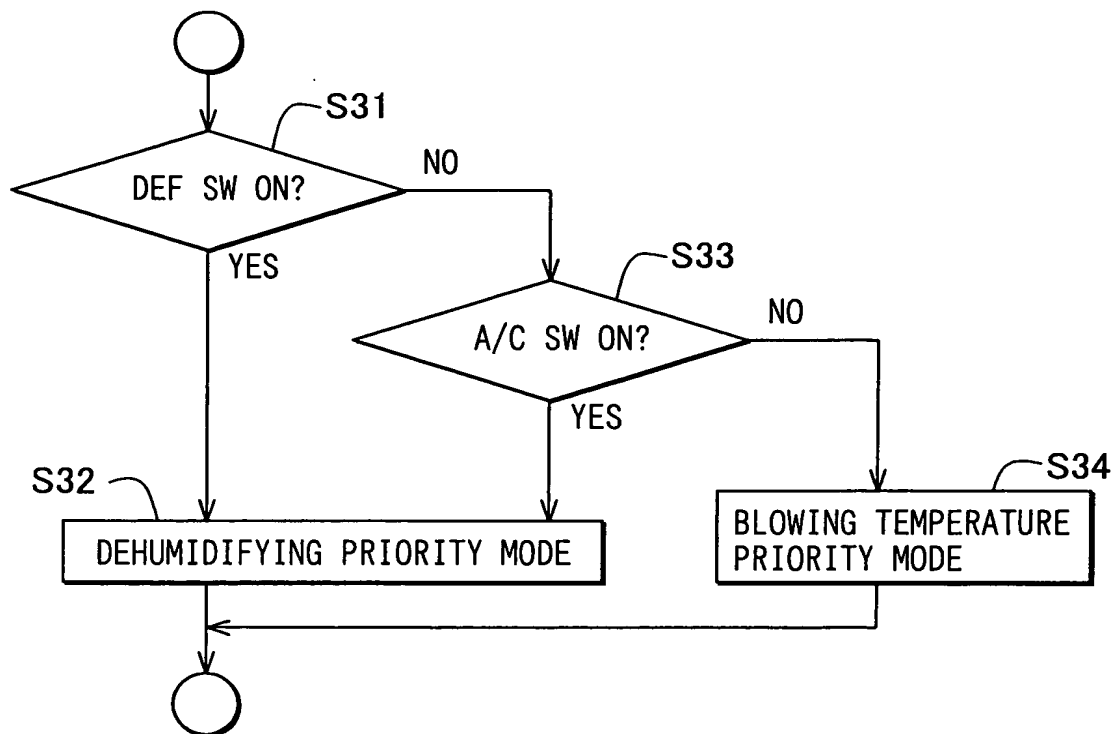 S31
DEF SW ON?
NO
YES
S33
A/C SW ON?
NO
YES
S32
DEHUMIDIFYING PRIORITY MODE
S34
BLOWING TEMPERATURE
PRIORITY MODE